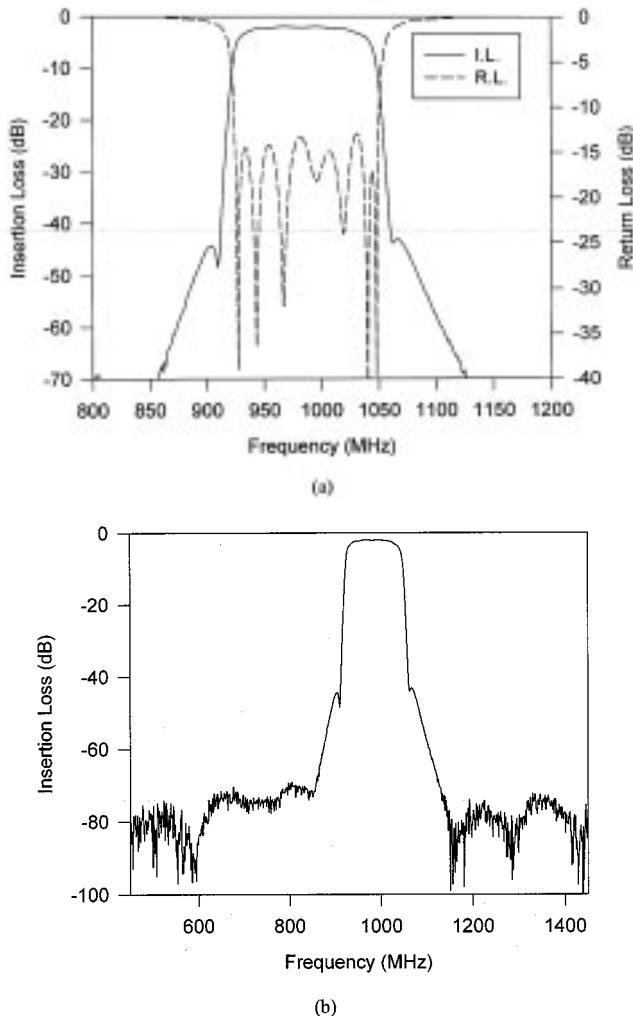 0
-10
-20
-30
-40
-50
-60
-70
Insertion Loss (dB)
I.L.
R.L.
0
-5
-10
-15
-20
-25
-30
-35
-40
Return Loss (dB)
800 850 900 950 1000 1050 1100 1150 1200
Frequency (MHz)
(a)
0
-20
-40
-60
-80
-100
Insertion Loss (dB)
600 800 1000 1200 1400
Frequency (MHz)
(b)